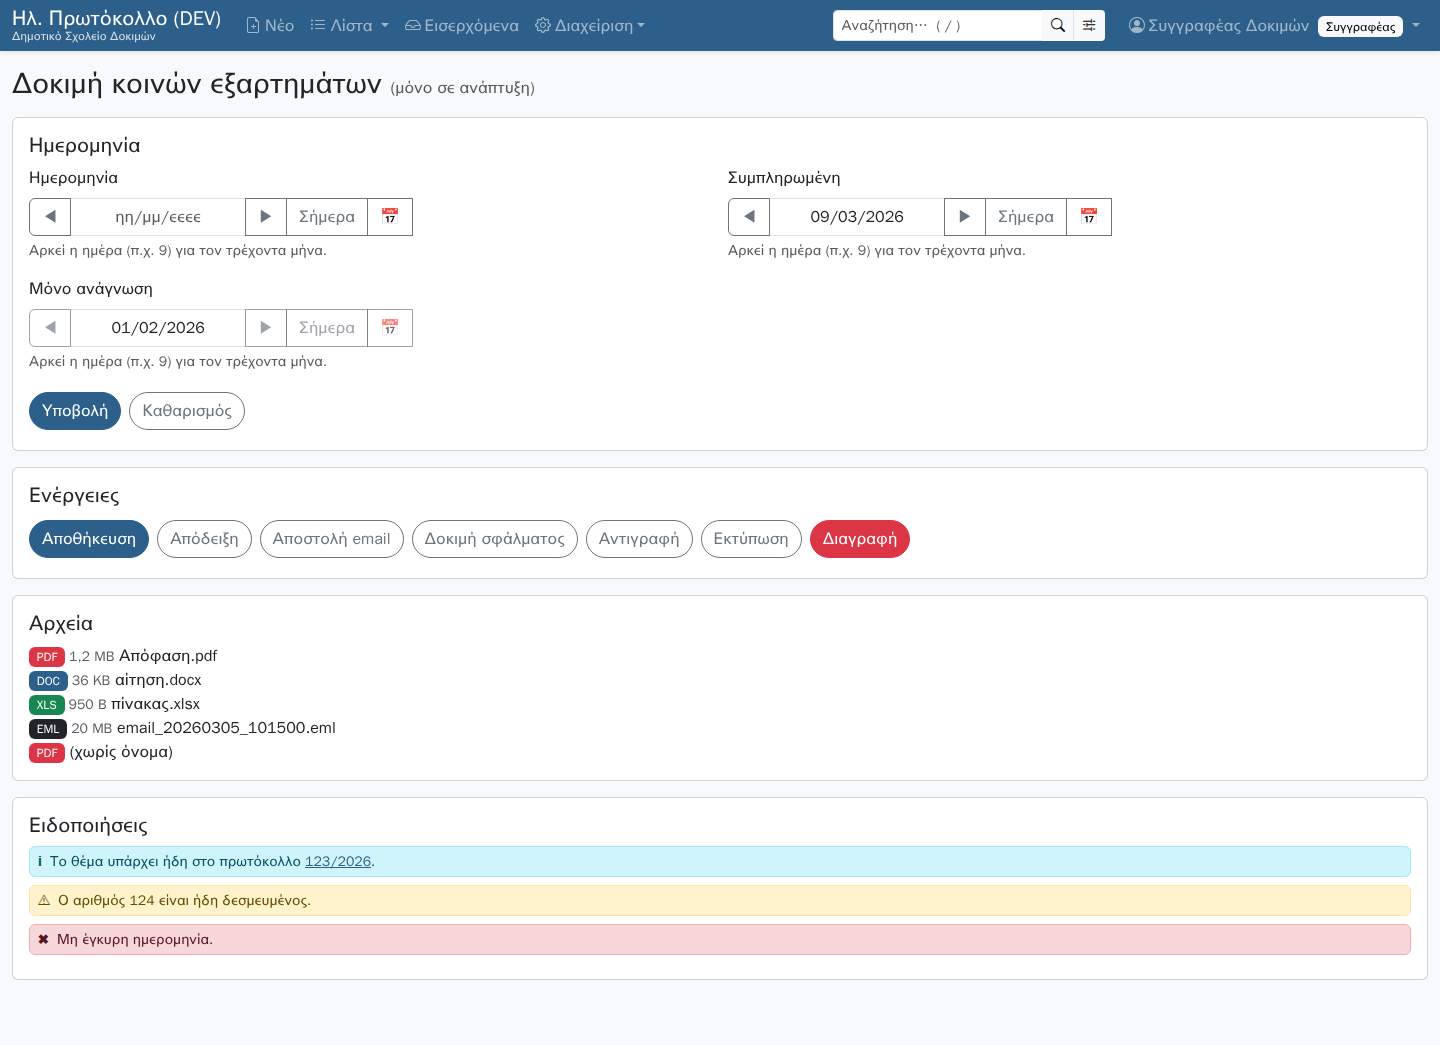 Ηλ. Πρωτόκολλο (DEV)
Δημοτικό Σχολείο Δοκιμών
Νέο
Λίστα
Εισερχόμενα
Διαχείριση
Αναζήτηση… ( / )
Συγγραφέας Δοκιμών
Συγγραφέας
Δοκιμή κοινών εξαρτημάτων (μόνο σε ανάπτυξη)
Ημερομηνία
Ημερομηνία
◀ ηη/μμ/εεεε ▶ Σήμερα
Αρκεί η ημέρα (π.χ. 9) για τον τρέχοντα μήνα.
Συμπληρωμένη
◀ 09/03/2026 ▶ Σήμερα
Αρκεί η ημέρα (π.χ. 9) για τον τρέχοντα μήνα.
Μόνο ανάγνωση
◀ 01/02/2026 ▶ Σήμερα
Αρκεί η ημέρα (π.χ. 9) για τον τρέχοντα μήνα.
Υποβολή Καθαρισμός
Ενέργειες
Αποθήκευση Απόδειξη Αποστολή email Δοκιμή σφάλματος Αντιγραφή Εκτύπωση Διαγραφή
Αρχεία
PDF 1,2 MB Απόφαση.pdf
DOC 36 KB αίτηση.docx
XLS 950 B πίνακας.xlsx
EML 20 MB email_20260305_101500.eml
PDF (χωρίς όνομα)
Ειδοποιήσεις
ℹ Το θέμα υπάρχει ήδη στο πρωτόκολλο 123/2026.
⚠ Ο αριθμός 124 είναι ήδη δεσμευμένος.
✖ Μη έγκυρη ημερομηνία.